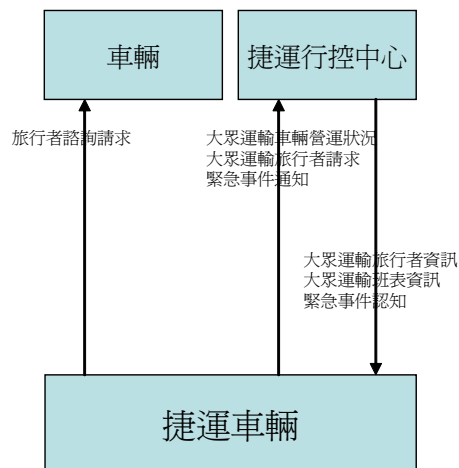 車輛
捷運行控中心
旅行者諮詢請求
大眾運輸車輛營運狀況
大眾運輸旅行者請求
緊急事件通知
大眾運輸旅行者資訊
大眾運輸班表資訊
緊急事件認知
捷運車輛